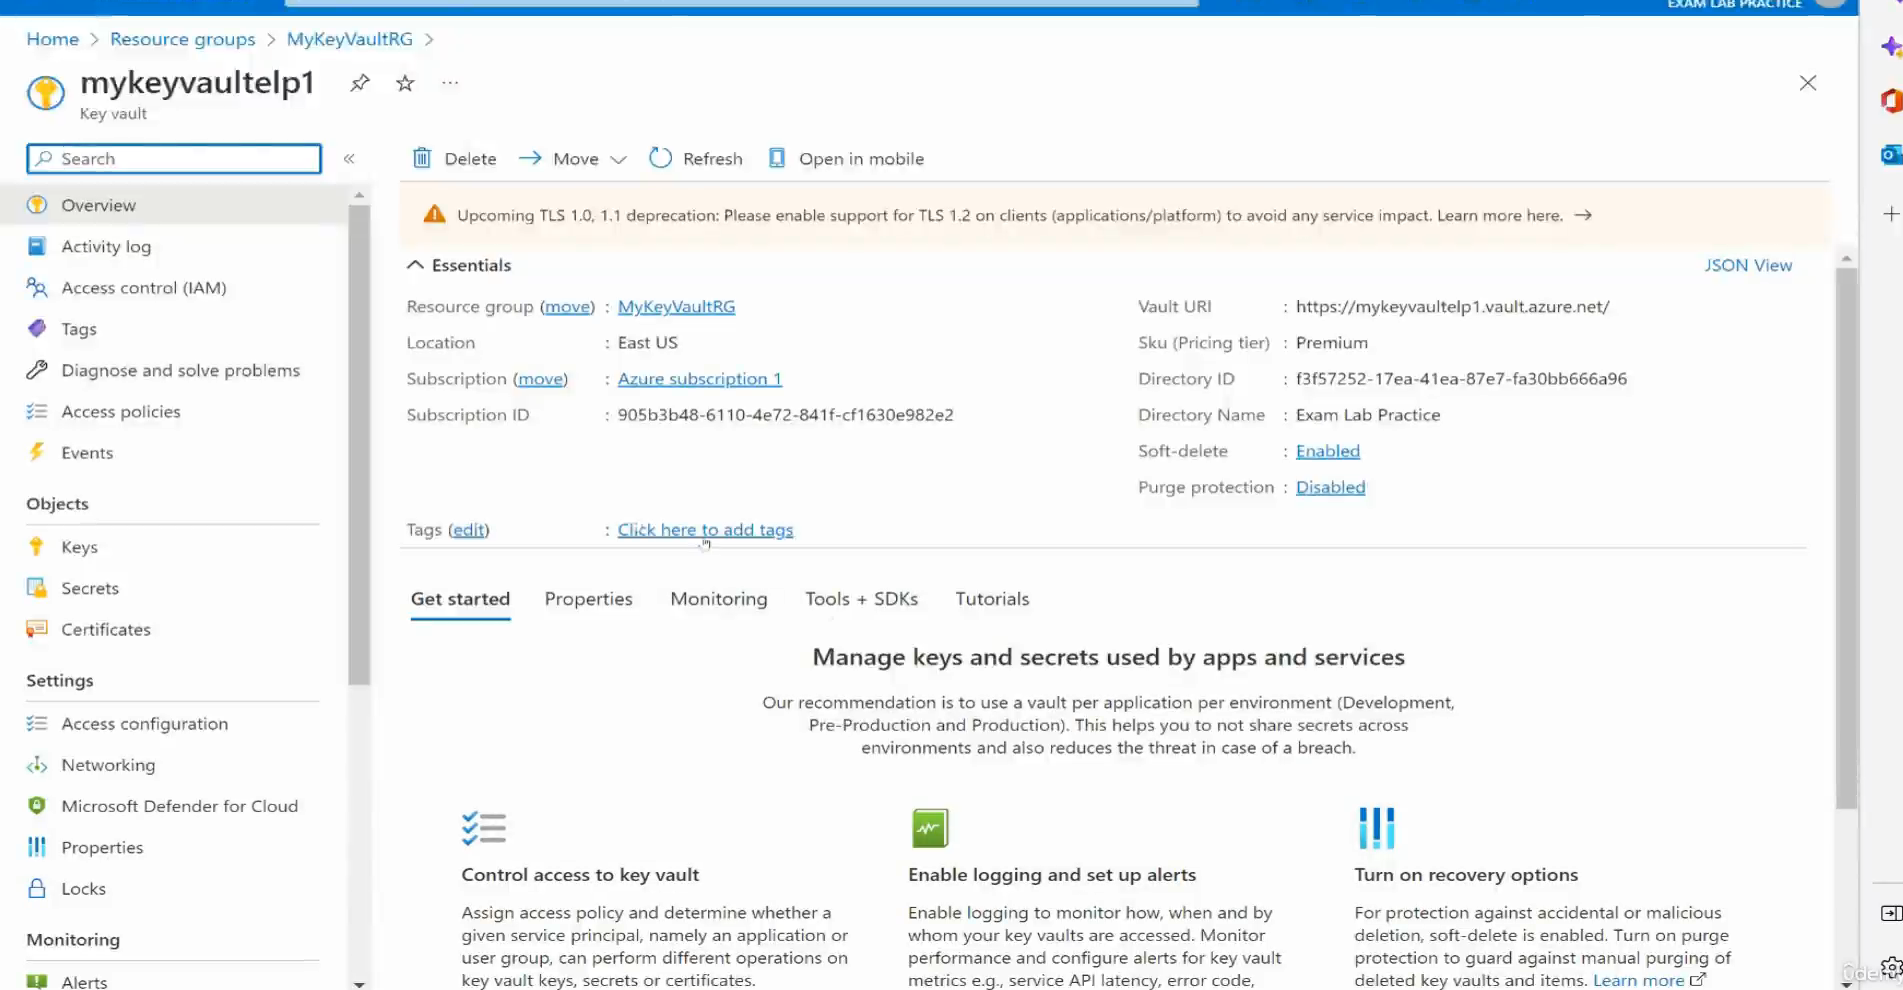 EXAM LAB PRACTICE
Home > Resource groups > MyKeyVaultRG >
mykeyvaultelp1
Key vault
Search
«
Delete
Move
Refresh
Open in mobile
Overview
Activity log
Access control (IAM)
Tags
Diagnose and solve problems
Access policies
Events
Objects
Keys
Secrets
Certificates
Settings
Access configuration
Networking
Microsoft Defender for Cloud
Properties
Locks
Monitoring
Alerts
Upcoming TLS 1.0, 1.1 deprecation: Please enable support for TLS 1.2 on clients (applications/platform) to avoid any service impact. Learn more here. →
Essentials
JSON View
Resource group (move) : MyKeyVaultRG
Location : East US
Subscription (move) : Azure subscription 1
Subscription ID : 905b3b48-6110-4e72-841f-cf1630e982e2
Vault URI : https://mykeyvaultelp1.vault.azure.net/
Sku (Pricing tier) : Premium
Directory ID : f3f57252-17ea-41ea-87e7-fa30bb666a96
Directory Name : Exam Lab Practice
Soft-delete : Enabled
Purge protection : Disabled
Tags (edit) : Click here to add tags
Get started
Properties
Monitoring
Tools + SDKs
Tutorials
Manage keys and secrets used by apps and services
Our recommendation is to use a vault per application per environment (Development,
Pre-Production and Production). This helps you to not share secrets across
environments and also reduces the threat in case of a breach.
Control access to key vault
Assign access policy and determine whether a
given service principal, namely an application or
user group, can perform different operations on
key vault keys, secrets or certificates.
Enable logging and set up alerts
Enable logging to monitor how, when and by
whom your key vaults are accessed. Monitor
performance and configure alerts for key vault
metrics e.g., service API latency, error code,
Turn on recovery options
For protection against accidental or malicious
deletion, soft-delete is enabled. Turn on purge
protection to guard against manual purging of
deleted key vaults and items. Learn more